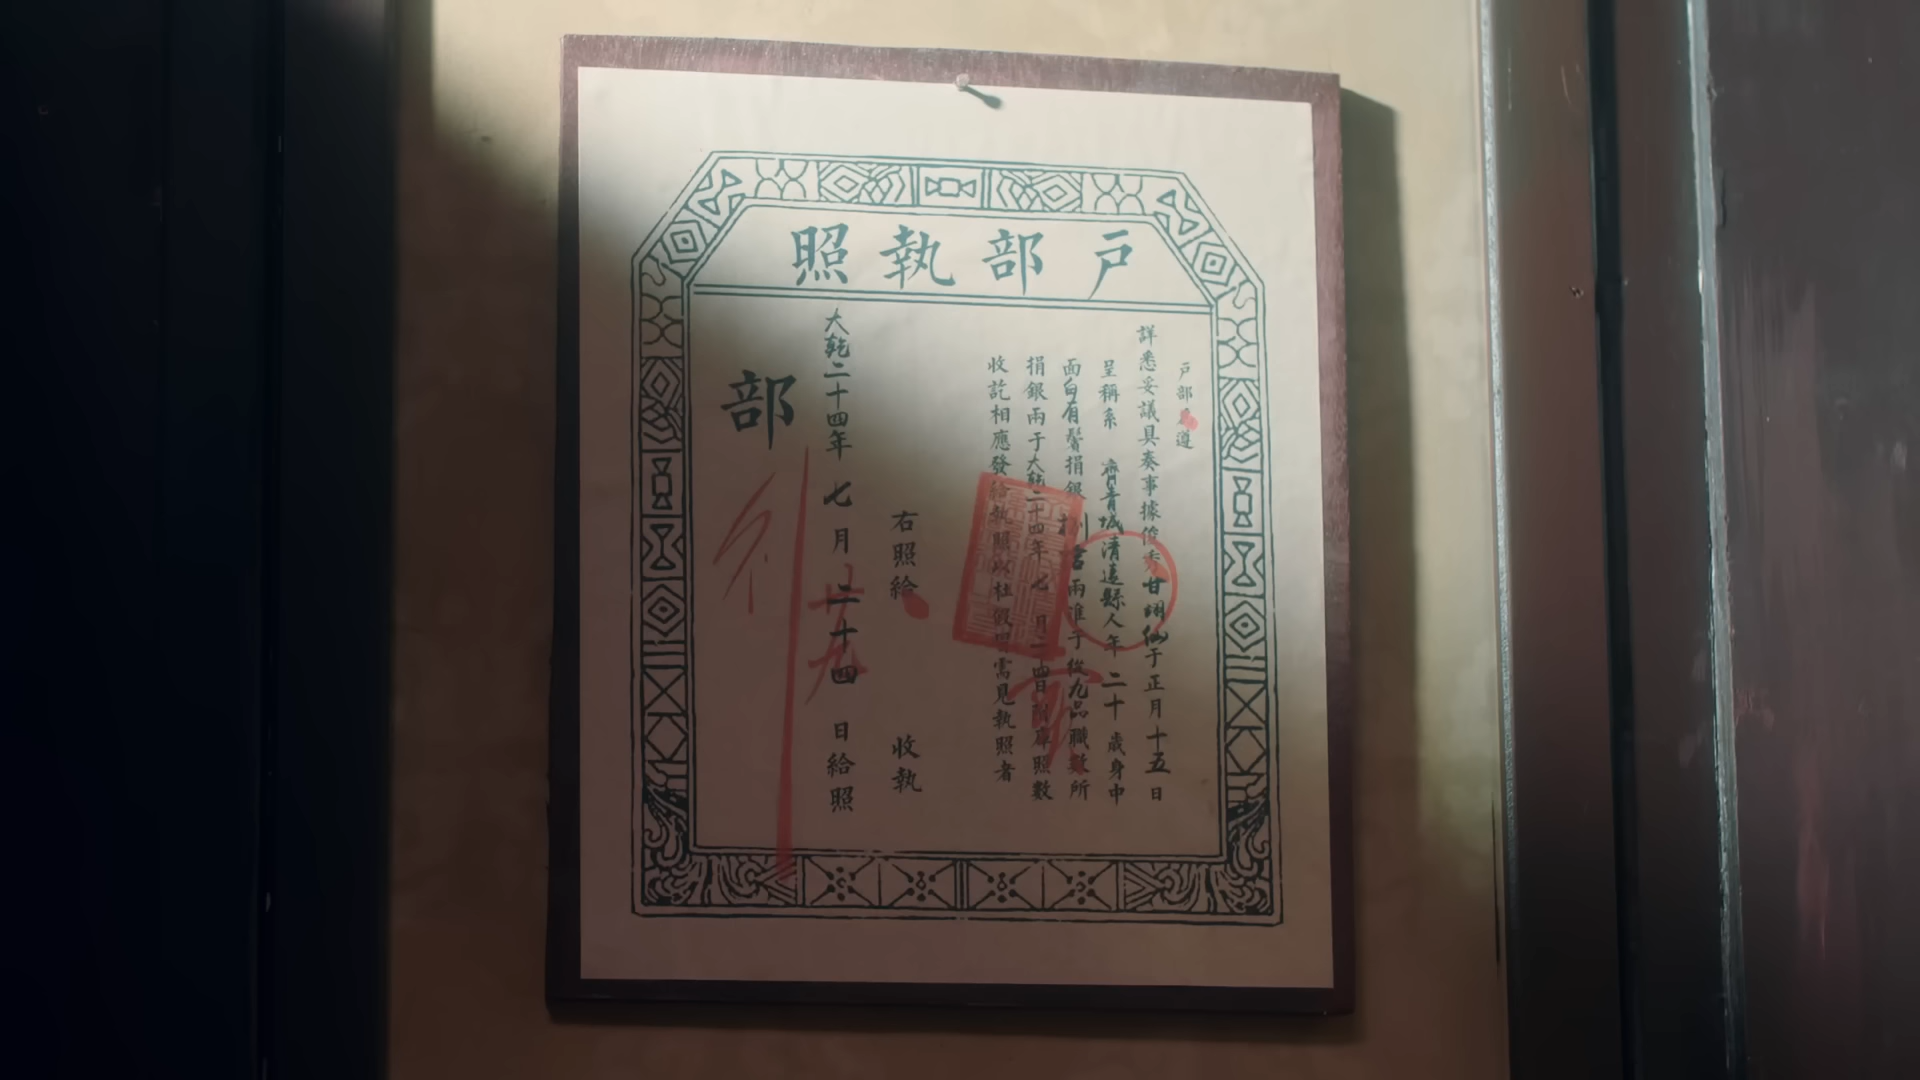 戶部執照
戶部 遵
詳悉妥議具奏事據俊秀甘翊仙于正月十五日
呈稱系 齊青城清遠縣人年二十歲身中
面白有鬚捐銀 兩准予從九品職數所
捐銀兩于大乾二十四年七月二十四日附庫照數
收訖相應發給執照以杜假冒需見執照者
右照給 收執
大乾二十四年七月二十四日給照
部
行